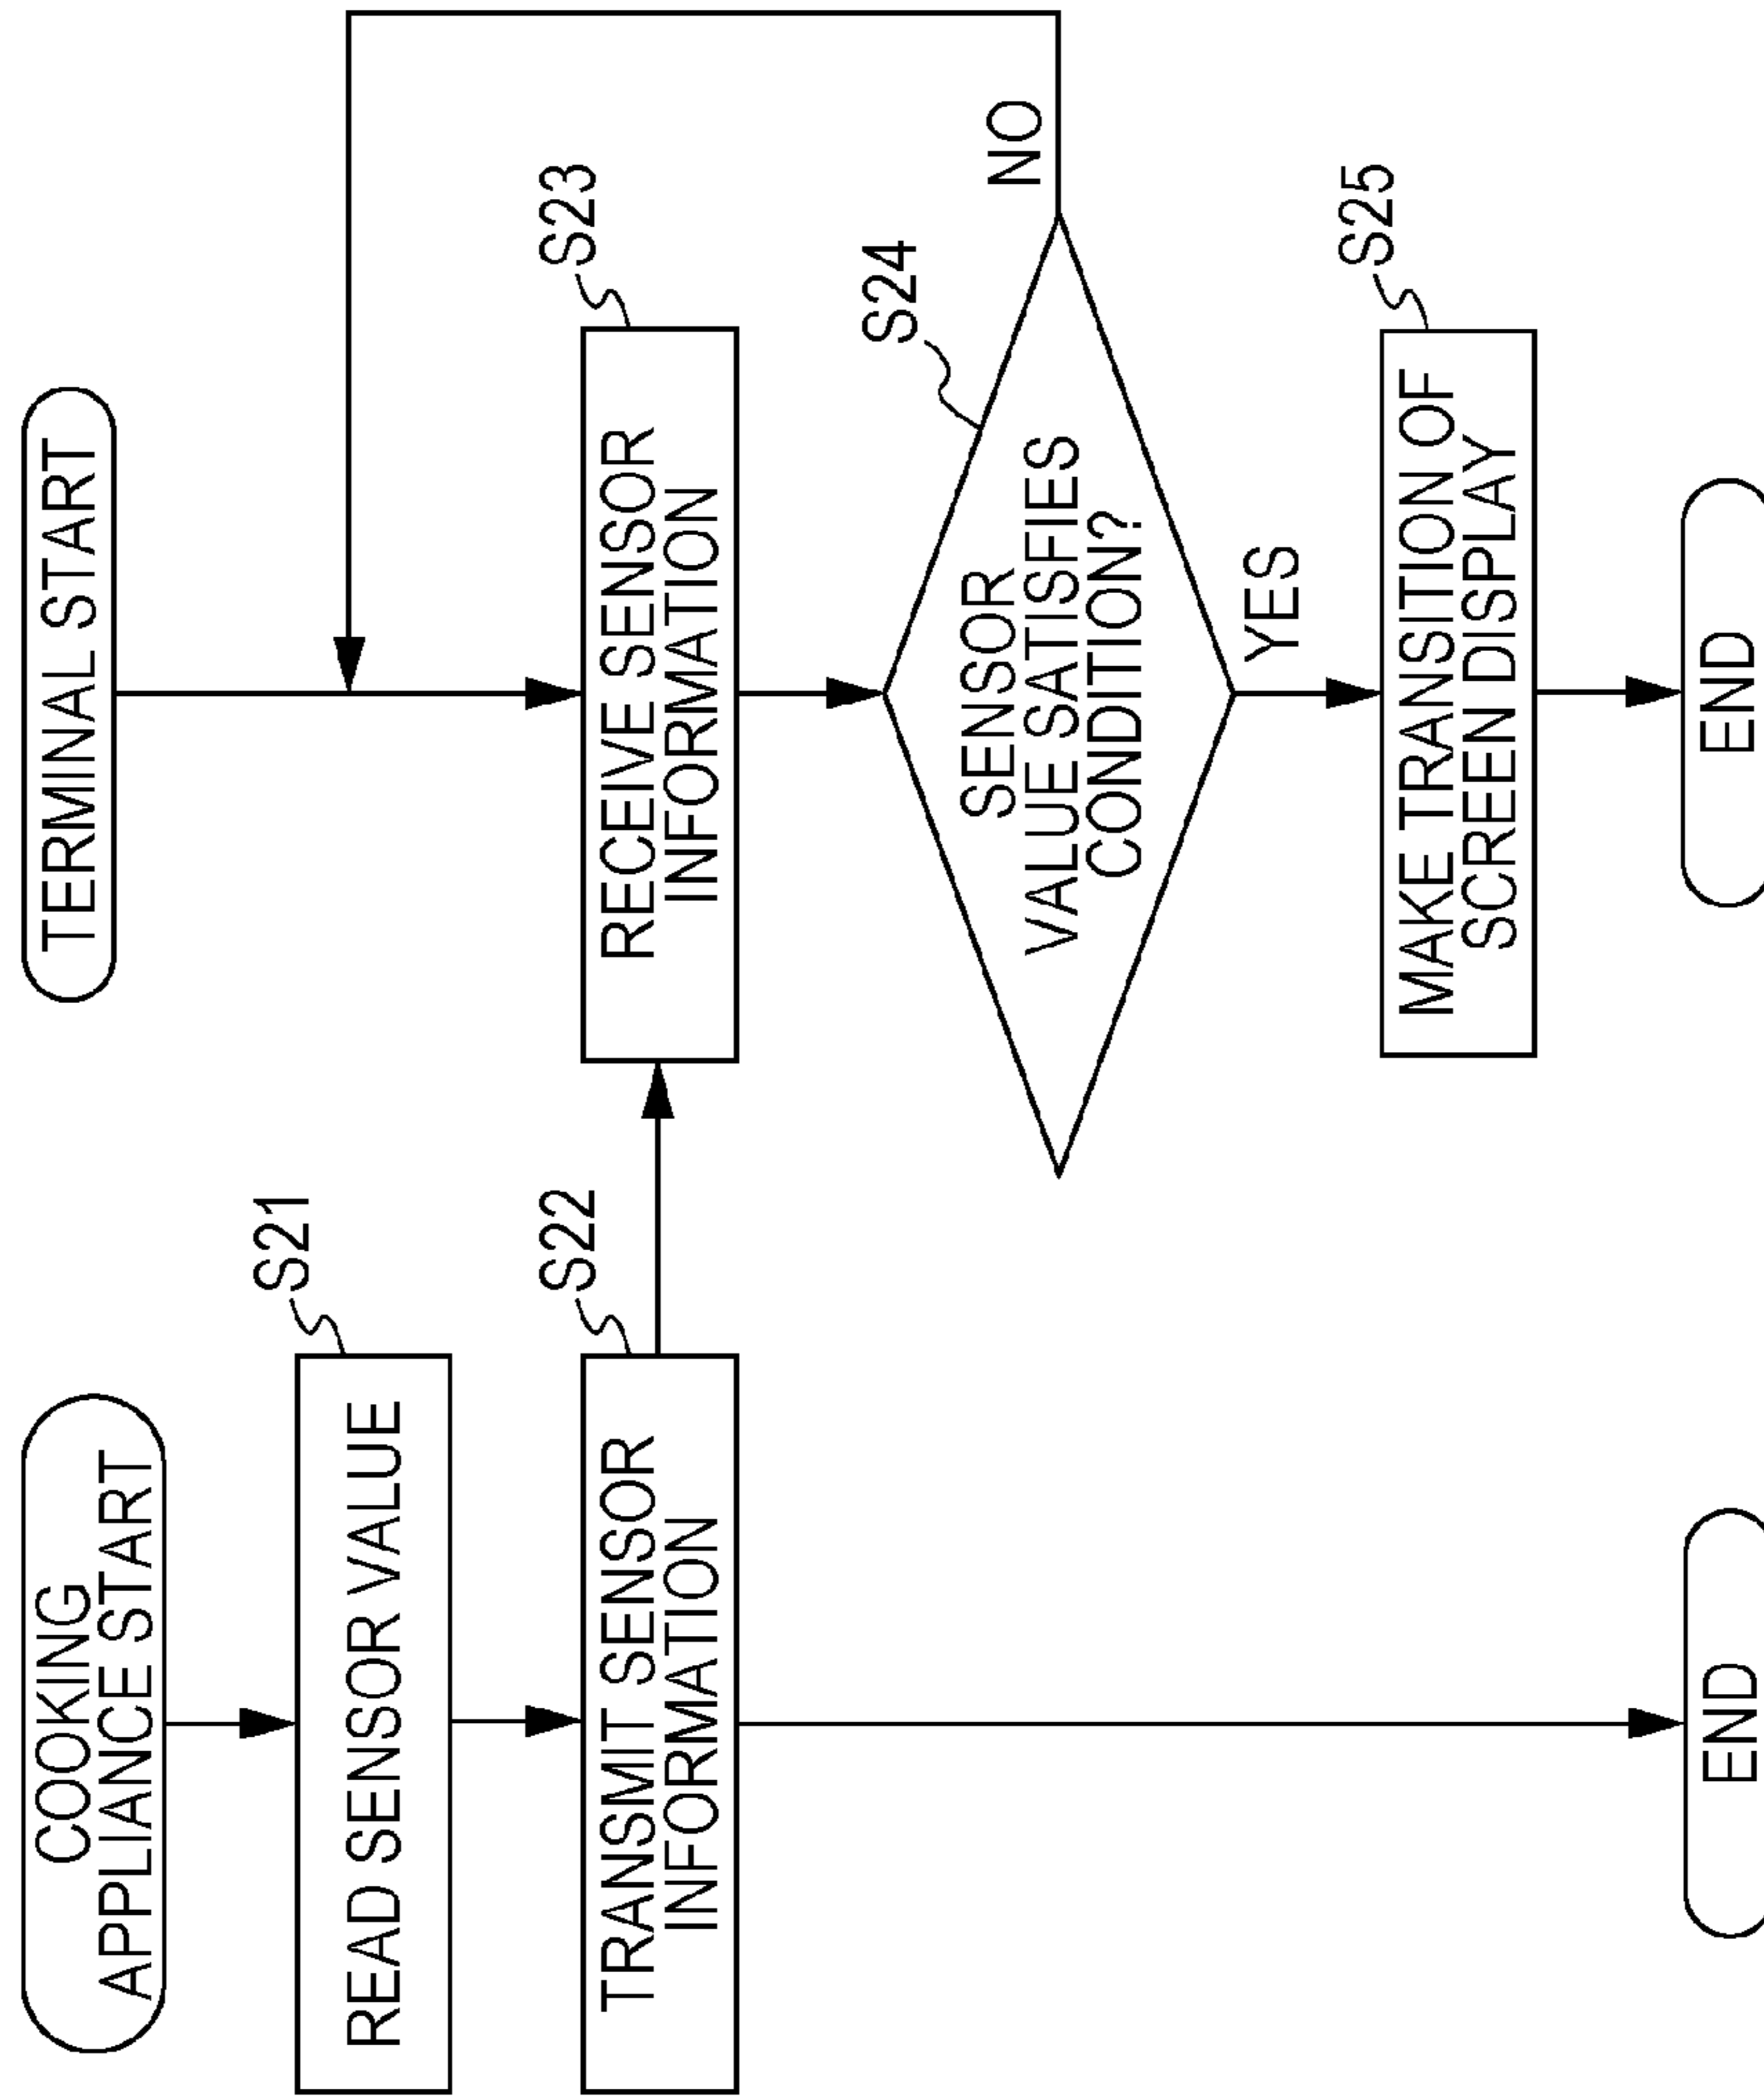 COOKING
APPLIANCE START
S21
READ SENSOR VALUE
S22
TRANSMIT SENSOR
INFORMATION
END
TERMINAL START
S23
RECEIVE SENSOR
INFORMATION
S24
SENSOR
VALUE SATISFIES
CONDITION?
NO
YES
S25
MAKE TRANSITION OF
SCREEN DISPLAY
END